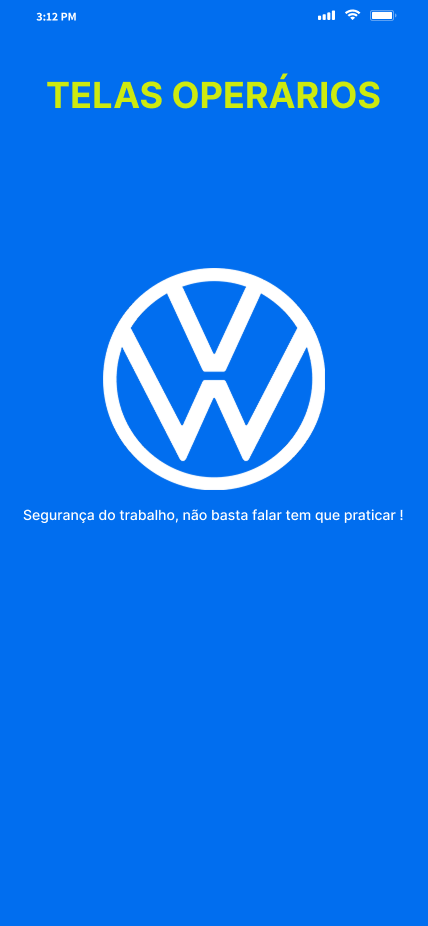 3:12 PM
TELAS OPERÁRIOS
Segurança do trabalho, não basta falar tem que praticar !